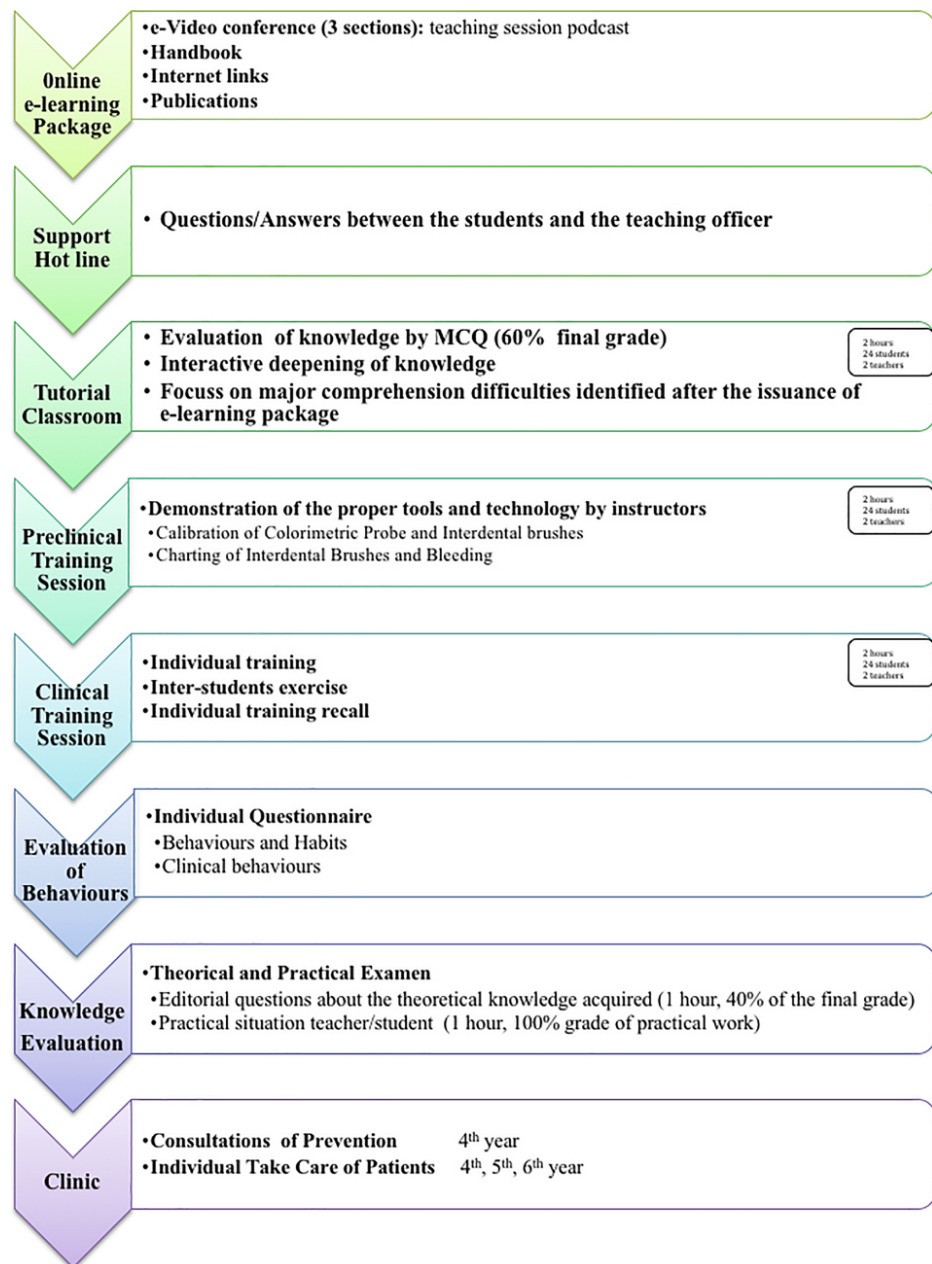 0nline
e-learning
Package
•e-Video conference (3 sections): teaching session podcast
•Handbook
•Internet links
•Publications
Support
Hot line
• Questions/Answers between the students and the teaching officer
Tutorial
Classroom
• Evaluation of knowledge by MCQ (60% final grade)
• Interactive deepening of knowledge
• Focuss on major comprehension difficulties identified after the issuance of
e-learning package
2 hours
24 students
2 teachers
Preclinical
Training
Session
•Demonstration of the proper tools and technology by instructors
•Calibration of Colorimetric Probe and Interdental brushes
•Charting of Interdental Brushes and Bleeding
2 hours
24 students
2 teachers
Clinical
Training
Session
•Individual training
•Inter-students exercise
•Individual training recall
2 hours
24 students
2 teachers
Evaluation
of
Behaviours
•Individual Questionnaire
•Behaviours and Habits
•Clinical behaviours
Knowledge
Evaluation
•Theorical and Practical Examen
•Editorial questions about the theoretical knowledge acquired (1 hour, 40% of the final grade)
•Practical situation teacher/student (1 hour, 100% grade of practical work)
Clinic
•Consultations of Prevention 4th year
•Individual Take Care of Patients 4th, 5th, 6th year